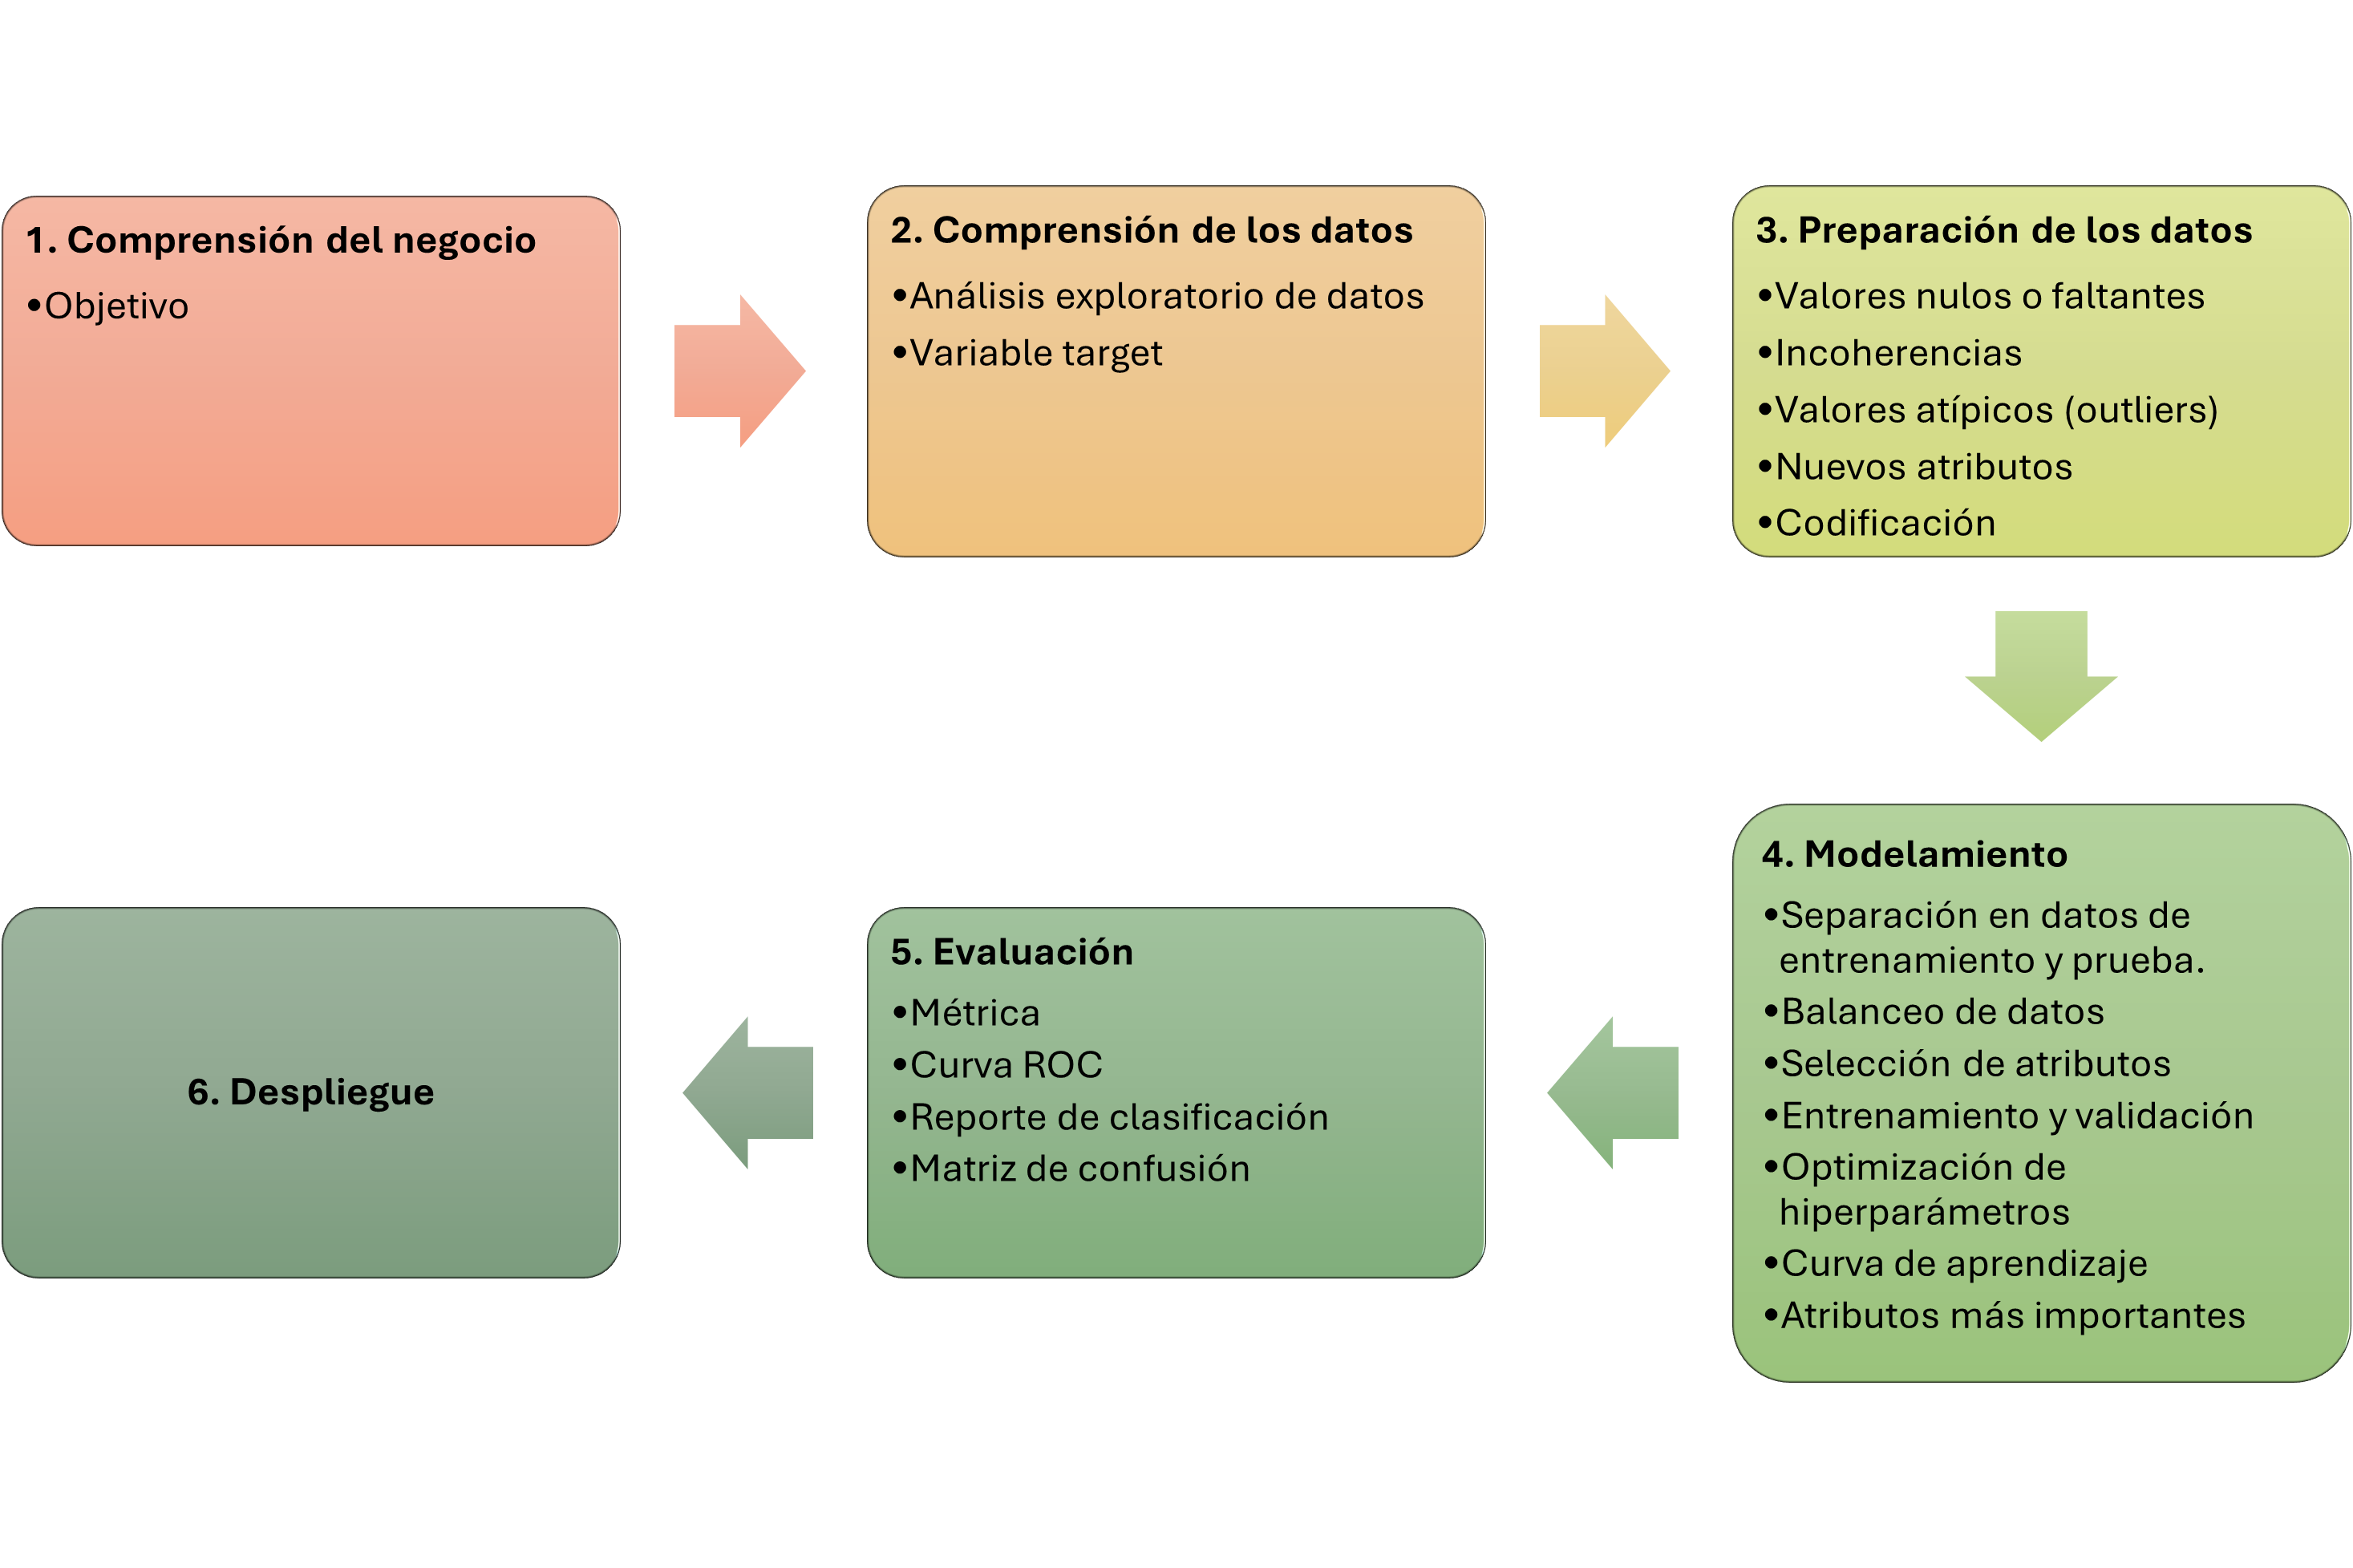 1. Comprensión del negocio
•Objetivo
2. Comprensión de los datos
•Análisis exploratorio de datos
•Variable target
3. Preparación de los datos
•Valores nulos o faltantes
•Incoherencias
•Valores atípicos (outliers)
•Nuevos atributos
•Codificación
4. Modelamiento
•Separación en datos de
entrenamiento y prueba.
•Balanceo de datos
•Selección de atributos
•Entrenamiento y validación
•Optimización de
hiperparámetros
•Curva de aprendizaje
•Atributos más importantes
5. Evaluación
•Métrica
•Curva ROC
•Reporte de clasificación
•Matriz de confusión
6. Despliegue